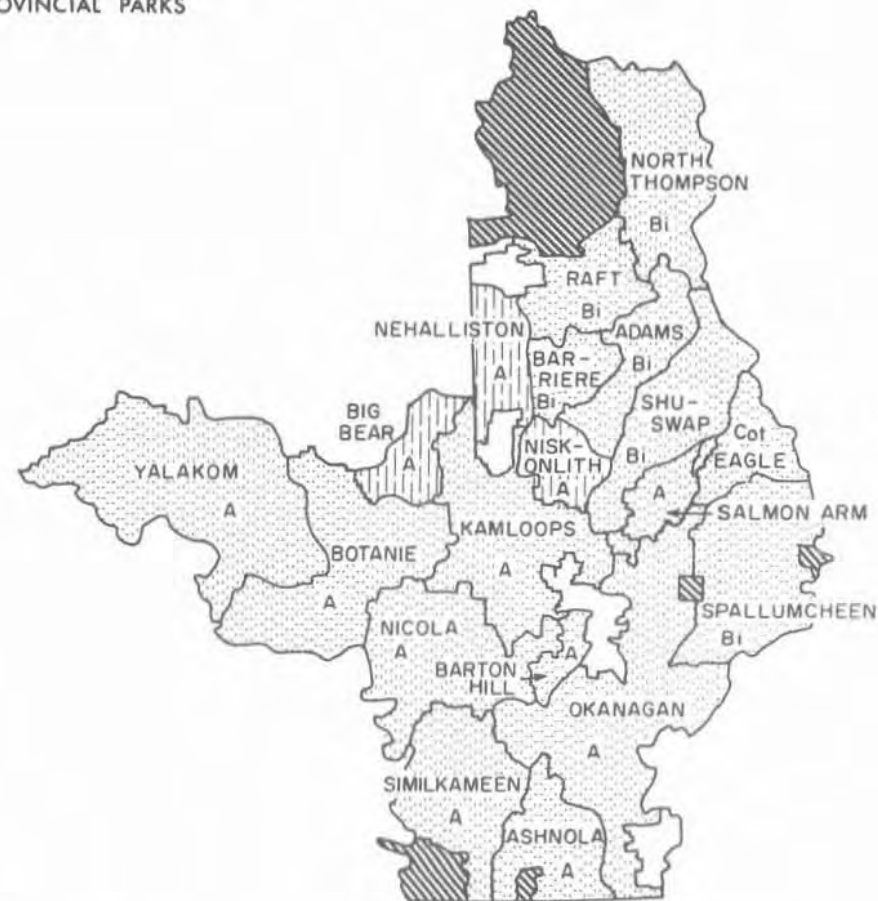 PROVINCIAL PARKS
NORTH
THOMPSON
Bi
RAFT
Bi
NEHALLISTON
A
ADAMS
Bi
BAR-
RIERE
Bi
SHU-
SWAP
Bi
BIG
BEAR
A
NISK-
ONLITH
A
Cot
EAGLE
YALAKOM
A
A
SALMON ARM
KAMLOOPS
A
BOTANIE
A
SPALLUMCHEEN
Bi
NICOLA
A
BARTON
HILL
A
OKANAGAN
A
SIMILKAMEEN
A
ASHNOLA
A